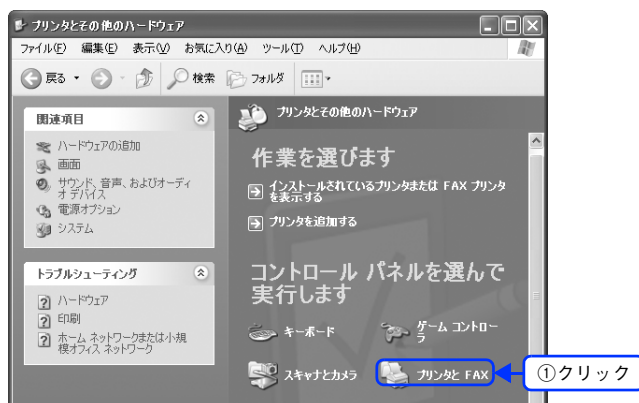 プリンタとその他のハードウェア
ファイル(F) 編集(E) 表示(V) お気に入り(A) ツール(T) ヘルプ(H)
戻る 検索 フォルダ
関連項目
ハードウェアの追加
画面
サウンド、音声、およびオーディ
オ デバイス
電源オプション
システム
トラブルシューティング
ハードウェア
印刷
ホーム ネットワークまたは小規
模オフィス ネットワーク
プリンタとその他のハードウェア
作業を選びます
インストールされているプリンタまたは FAX プリンタ
を表示する
プリンタを追加する
コントロール パネルを選んで
実行します
キーボード
ゲーム コントロー
ラ
スキャナとカメラ
プリンタと FAX
①クリック